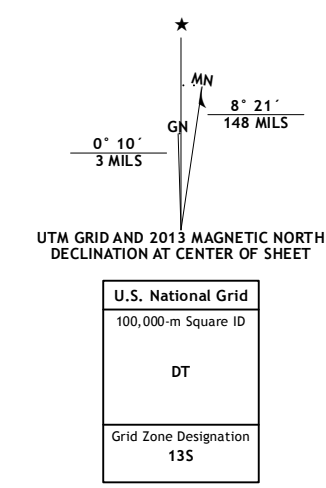 ★
MN
8° 21´
148 MILS
GN
0° 10´
3 MILS
UTM GRID AND 2013 MAGNETIC NORTH
DECLINATION AT CENTER OF SHEET
U.S. National Grid
100,000-m Square ID
DT
Grid Zone Designation
13S